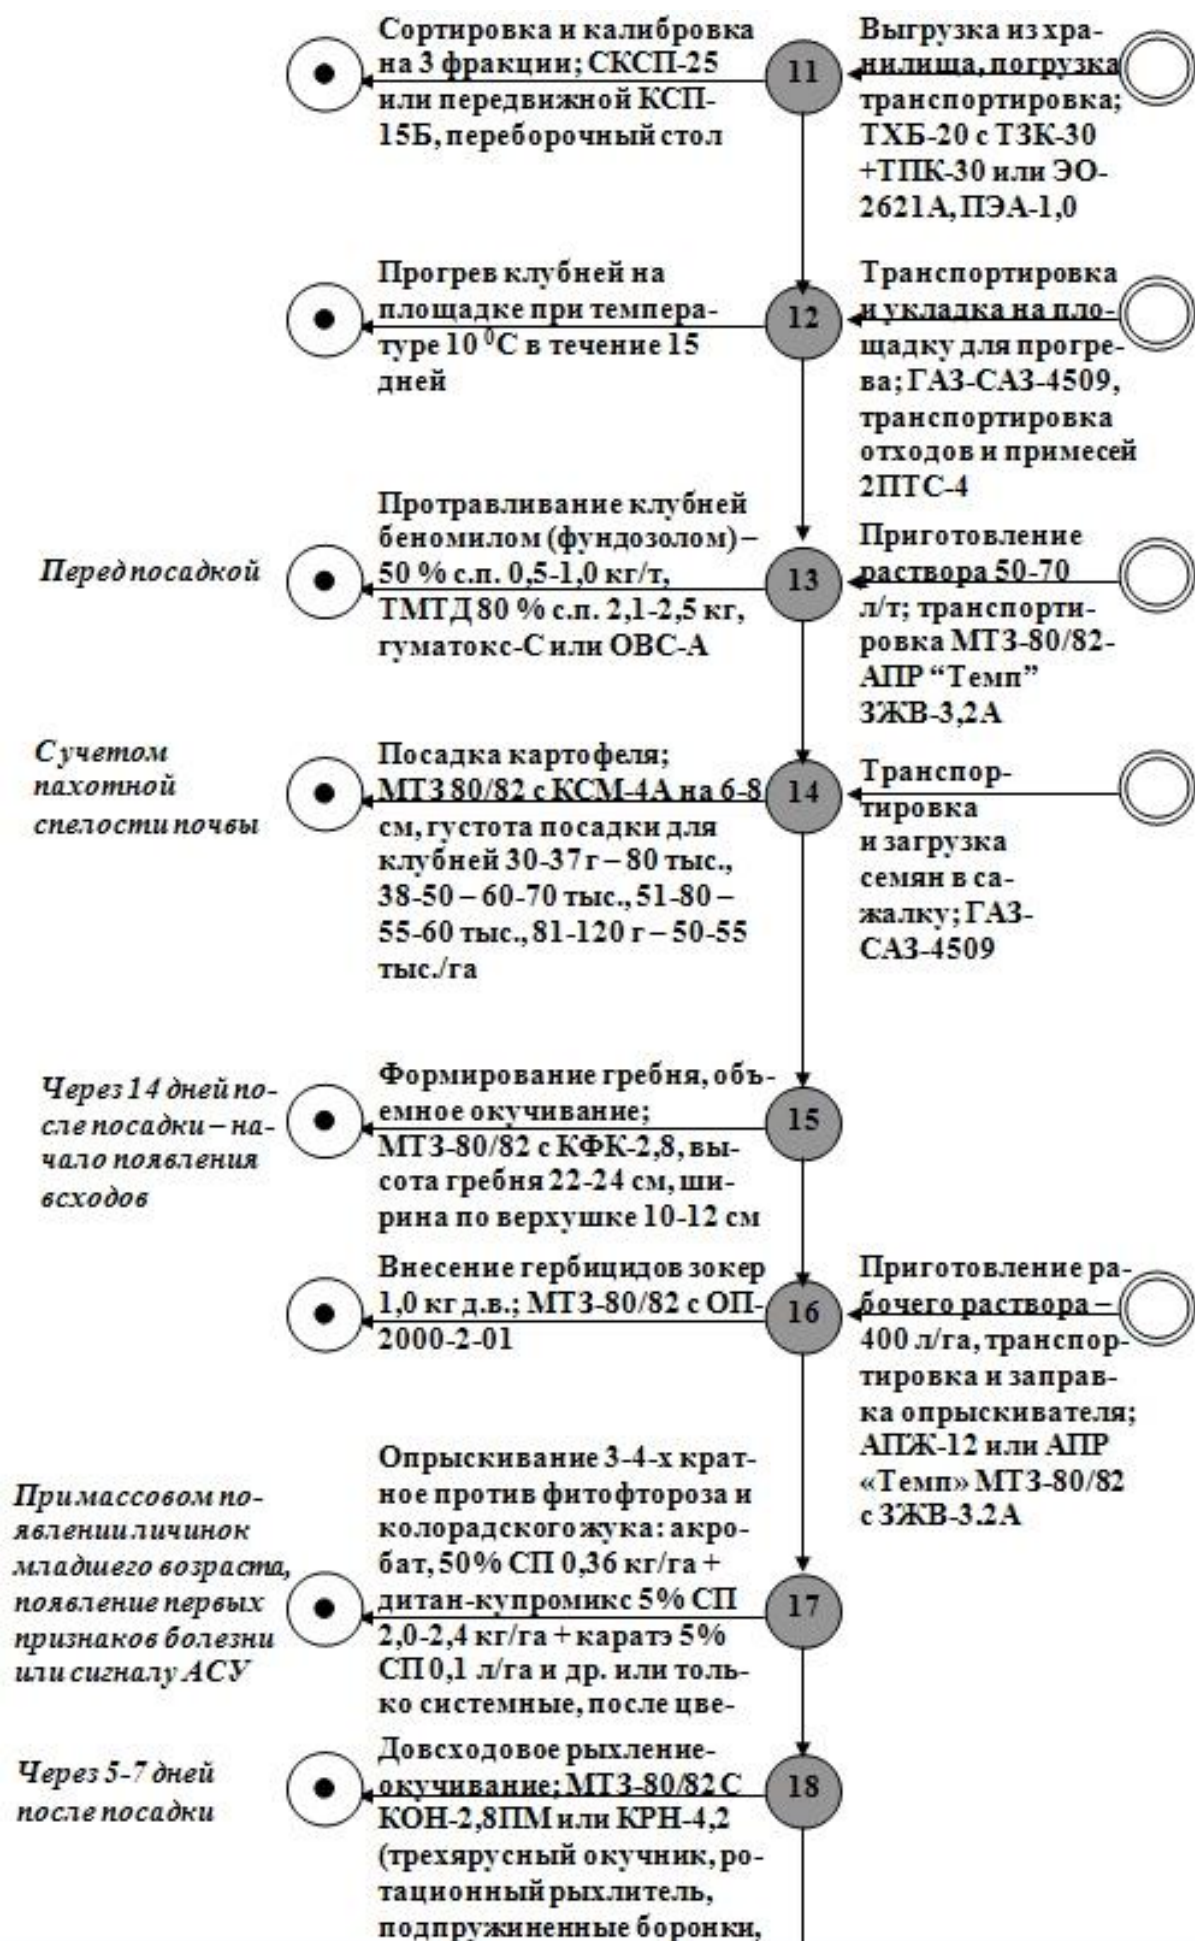 Сортировка и калибровка
на 3 фракции; СКСП-25
или передвижной КСП-
15Б, переборочный стол
11
Выгрузка из хра-
нилища, погрузка
транспортировка;
ТХБ-20 с ТЗК-30
+ТПК-30 или ЭО-
2621А, ПЭА-1,0
Прогрев клубней на
площадке при темпера-
туре 10 ⁰С в течение 15
дней
12
Транспортировка
и укладка на пло-
щадку для прогре-
ва; ГАЗ-САЗ-4509,
транспортировка
отходов и примесей
2ПТС-4
Перед посадкой
Протравливание клубней
беномилом (фундозолом) –
50 % с.п. 0,5-1,0 кг/т,
ТМТД 80 % с.п. 2,1-2,5 кг,
гуматокс-С или ОВС-А
13
Приготовление
раствора 50-70
л/т; транспорти-
ровка МТЗ-80/82-
АПР “Темп”
ЗЖВ-3,2А
С учетом
пахотной
спелости почвы
Посадка картофеля;
МТЗ 80/82 с КСМ-4А на 6-8
см, густота посадки для
клубней 30-37 г – 80 тыс.,
38-50 – 60-70 тыс., 51-80 –
55-60 тыс., 81-120 г – 50-55
тыс./га
14
Транспор-
тировка
и загрузка
семян в са-
жалку; ГАЗ-
САЗ-4509
Через 14 дней по-
сле посадки – на-
чало появления
всходов
Формирование гребня, объ-
емное окучивание;
МТЗ-80/82 с КФК-2,8, вы-
сота гребня 22-24 см, ши-
рина по верхушке 10-12 см
15
Внесение гербицидов зокер
1,0 кг д.в.; МТЗ-80/82 с ОП-
2000-2-01
16
Приготовление ра-
бочего раствора –
400 л/га, транспор-
тировка и заправ-
ка опрыскивателя;
АПЖ-12 или АПР
«Темп» МТЗ-80/82
с ЗЖВ-3.2А
При массовом по-
явлении личинок
младшего возраста,
появление первых
признаков болезни
или сигналу АСУ
Опрыскивание 3-4-х крат-
ное против фитофтороза и
колорадского жука: акро-
бат, 50% СП 0,36 кг/га +
дитан-купромикс 5% СП
2,0-2,4 кг/га + каратэ 5%
СП 0,1 л/га и др. или толь-
ко системные, после цве-
17
Через 5-7 дней
после посадки
Довсходовое рыхление-
окучивание; МТЗ-80/82 С
КОН-2,8ПМ или КРН-4,2
(трехярусный окучник, ро-
тационный рыхлитель,
подпружиненные боронки,
18